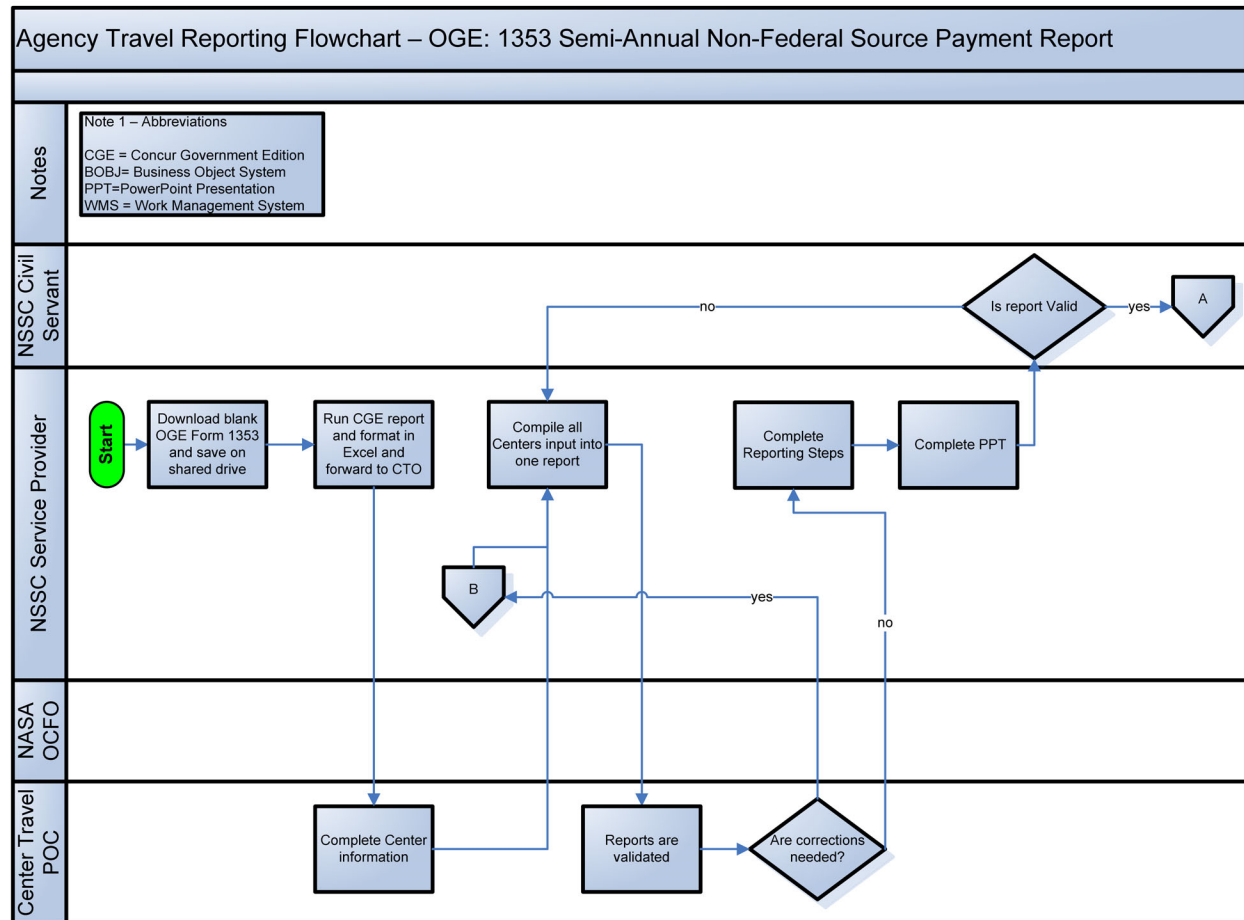 Agency Travel Reporting Flowchart – OGE: 1353 Semi-Annual Non-Federal Source Payment Report
Notes
Note 1 – Abbreviations
CGE = Concur Government Edition
BOBJ= Business Object System
PPT=PowerPoint Presentation
WMS = Work Management System
NSSC Civil
Servant
no
Is report Valid
yes
A
NSSC Service Provider
Start
Download blank
OGE Form 1353
and save on
shared drive
Run CGE report
and format in
Excel and
forward to CTO
Compile all
Centers input into
one report
Complete
Reporting Steps
Complete PPT
B
yes
no
NASA
OCFO
Center Travel
POC
Complete Center
information
Reports are
validated
Are corrections
needed?